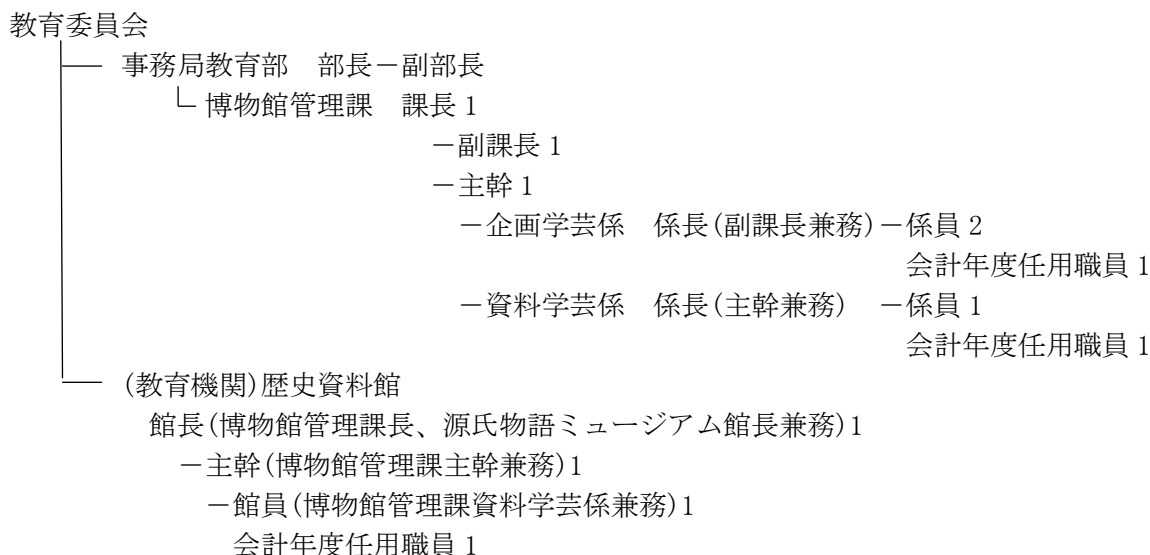 教育委員会
事務局教育部 部長－副部長
博物館管理課 課長 1
－副課長 1
－主幹 1
－企画学芸係 係長(副課長兼務)－係員 2
会計年度任用職員 1
－資料学芸係 係長(主幹兼務) －係員 1
会計年度任用職員 1
(教育機関)歴史資料館
館長(博物館管理課長、源氏物語ミュージアム館長兼務)1
－主幹(博物館管理課主幹兼務)1
－館員(博物館管理課資料学芸係兼務)1
会計年度任用職員 1